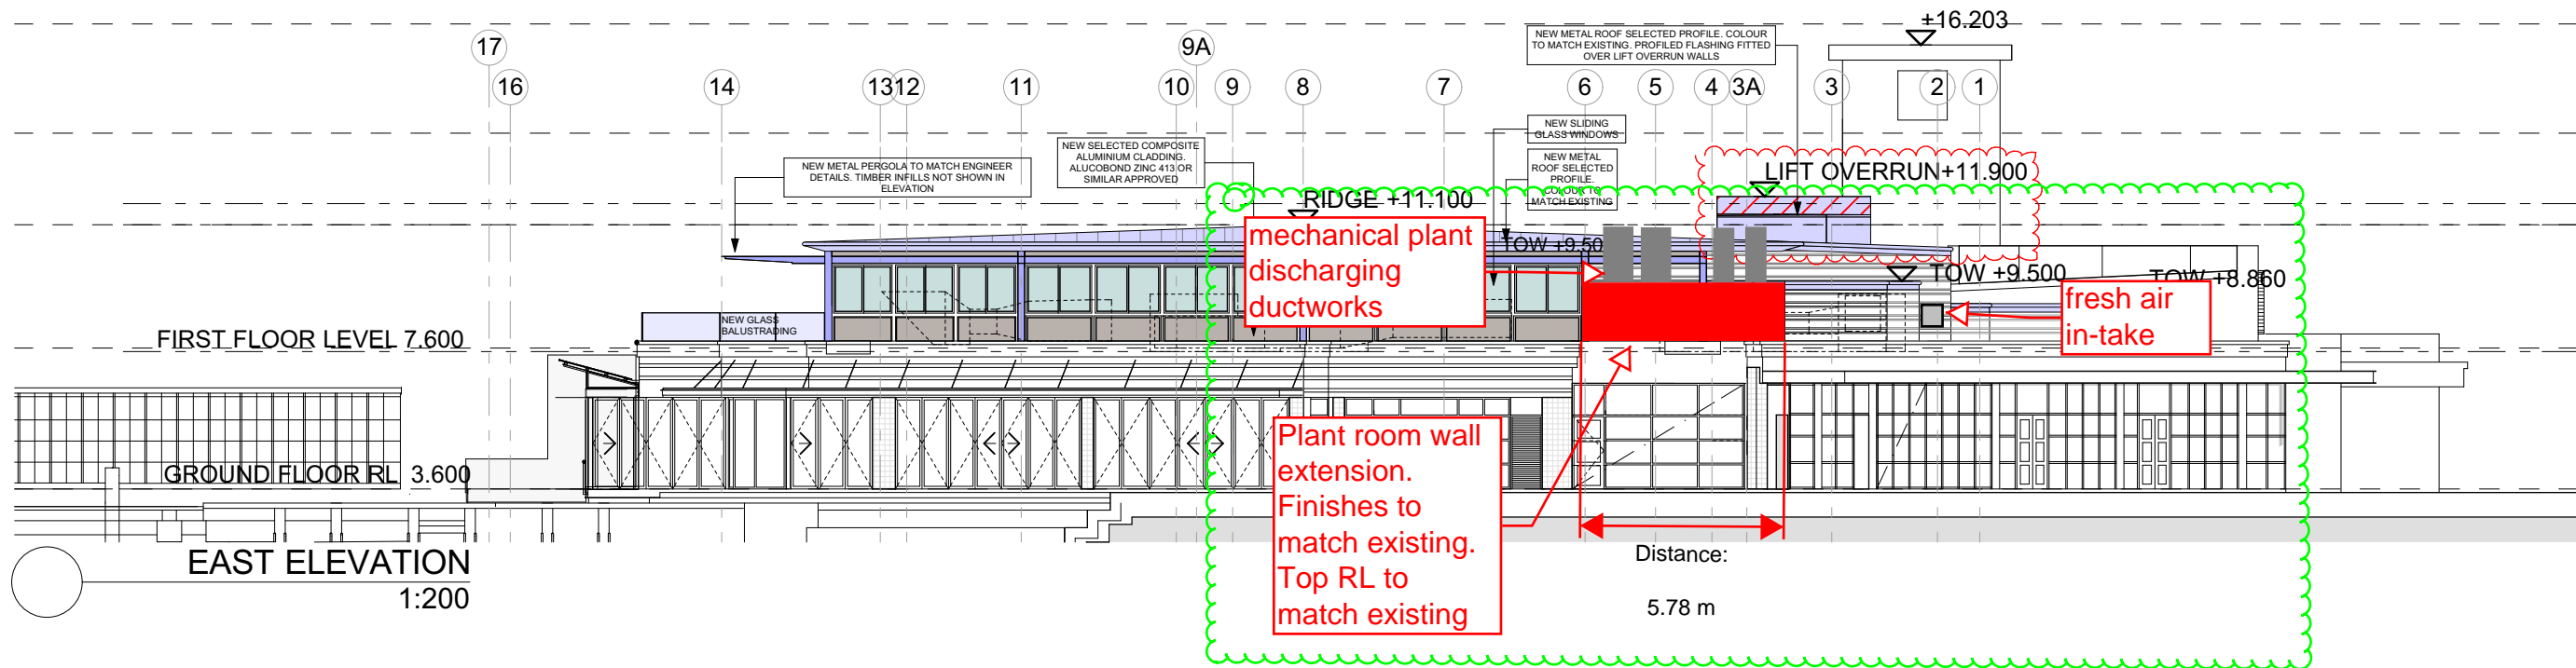 +16.203
NEW METAL ROOF SELECTED PROFILE. COLOUR
TO MATCH EXISTING. PROFILED FLASHING FITTED
OVER LIFT OVERRUN WALLS
17
9A
16
14
13
12
11
10
9
8
7
6
5
4
3A
3
2
1
NEW SLIDING
GLASS WINDOWS
NEW SELECTED COMPOSITE
ALUMINIUM CLADDING.
ALUCOBOND ZINC 413 OR
SIMILAR APPROVED
NEW METAL PERGOLA TO MATCH ENGINEER
DETAILS. TIMBER INFILLS NOT SHOWN IN
ELEVATION
NEW METAL
ROOF SELECTED
PROFILE.
COLOUR TO
MATCH EXISTING
LIFT OVERRUN+11.900
RIDGE +11.100
mechanical plant
discharging
ductworks
TOW +9.50
TOW +9.500
TOW +8.860
fresh air
in-take
NEW GLASS
BALUSTRADING
FIRST FLOOR LEVEL 7.600
GROUND FLOOR RL 3.600
Plant room wall
extension.
Finishes to
match existing.
Top RL to
match existing
Distance:
5.78 m
EAST ELEVATION
1:200